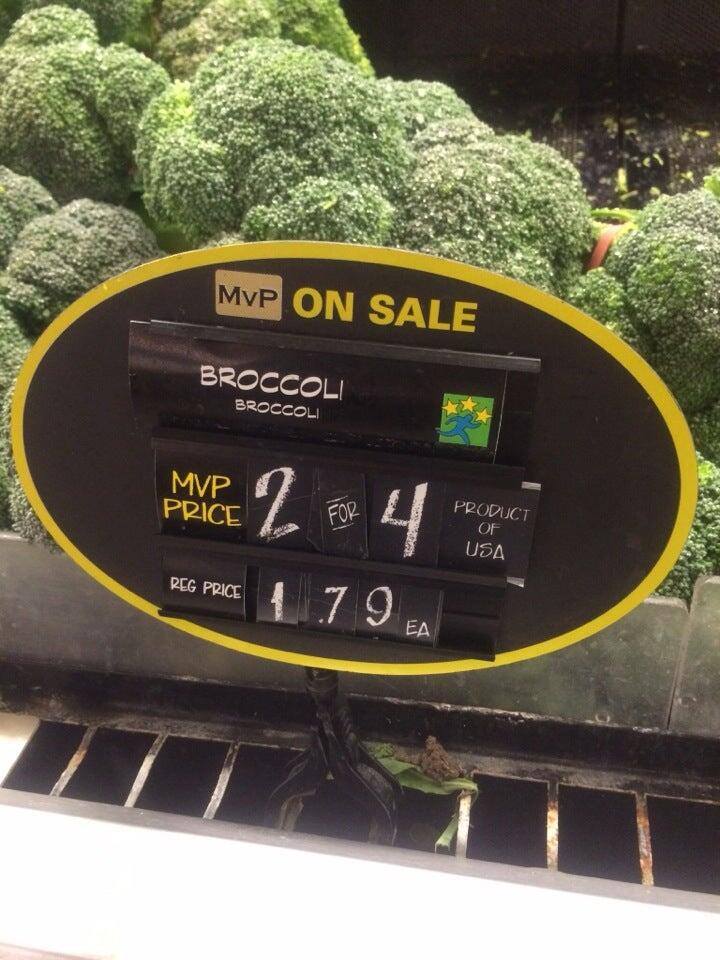 MVP ON SALE
BROCCOLI
BROCCOLI
MVP PRICE 2 FOR 4 PRODUCT OF USA
REG PRICE 1.79 EA